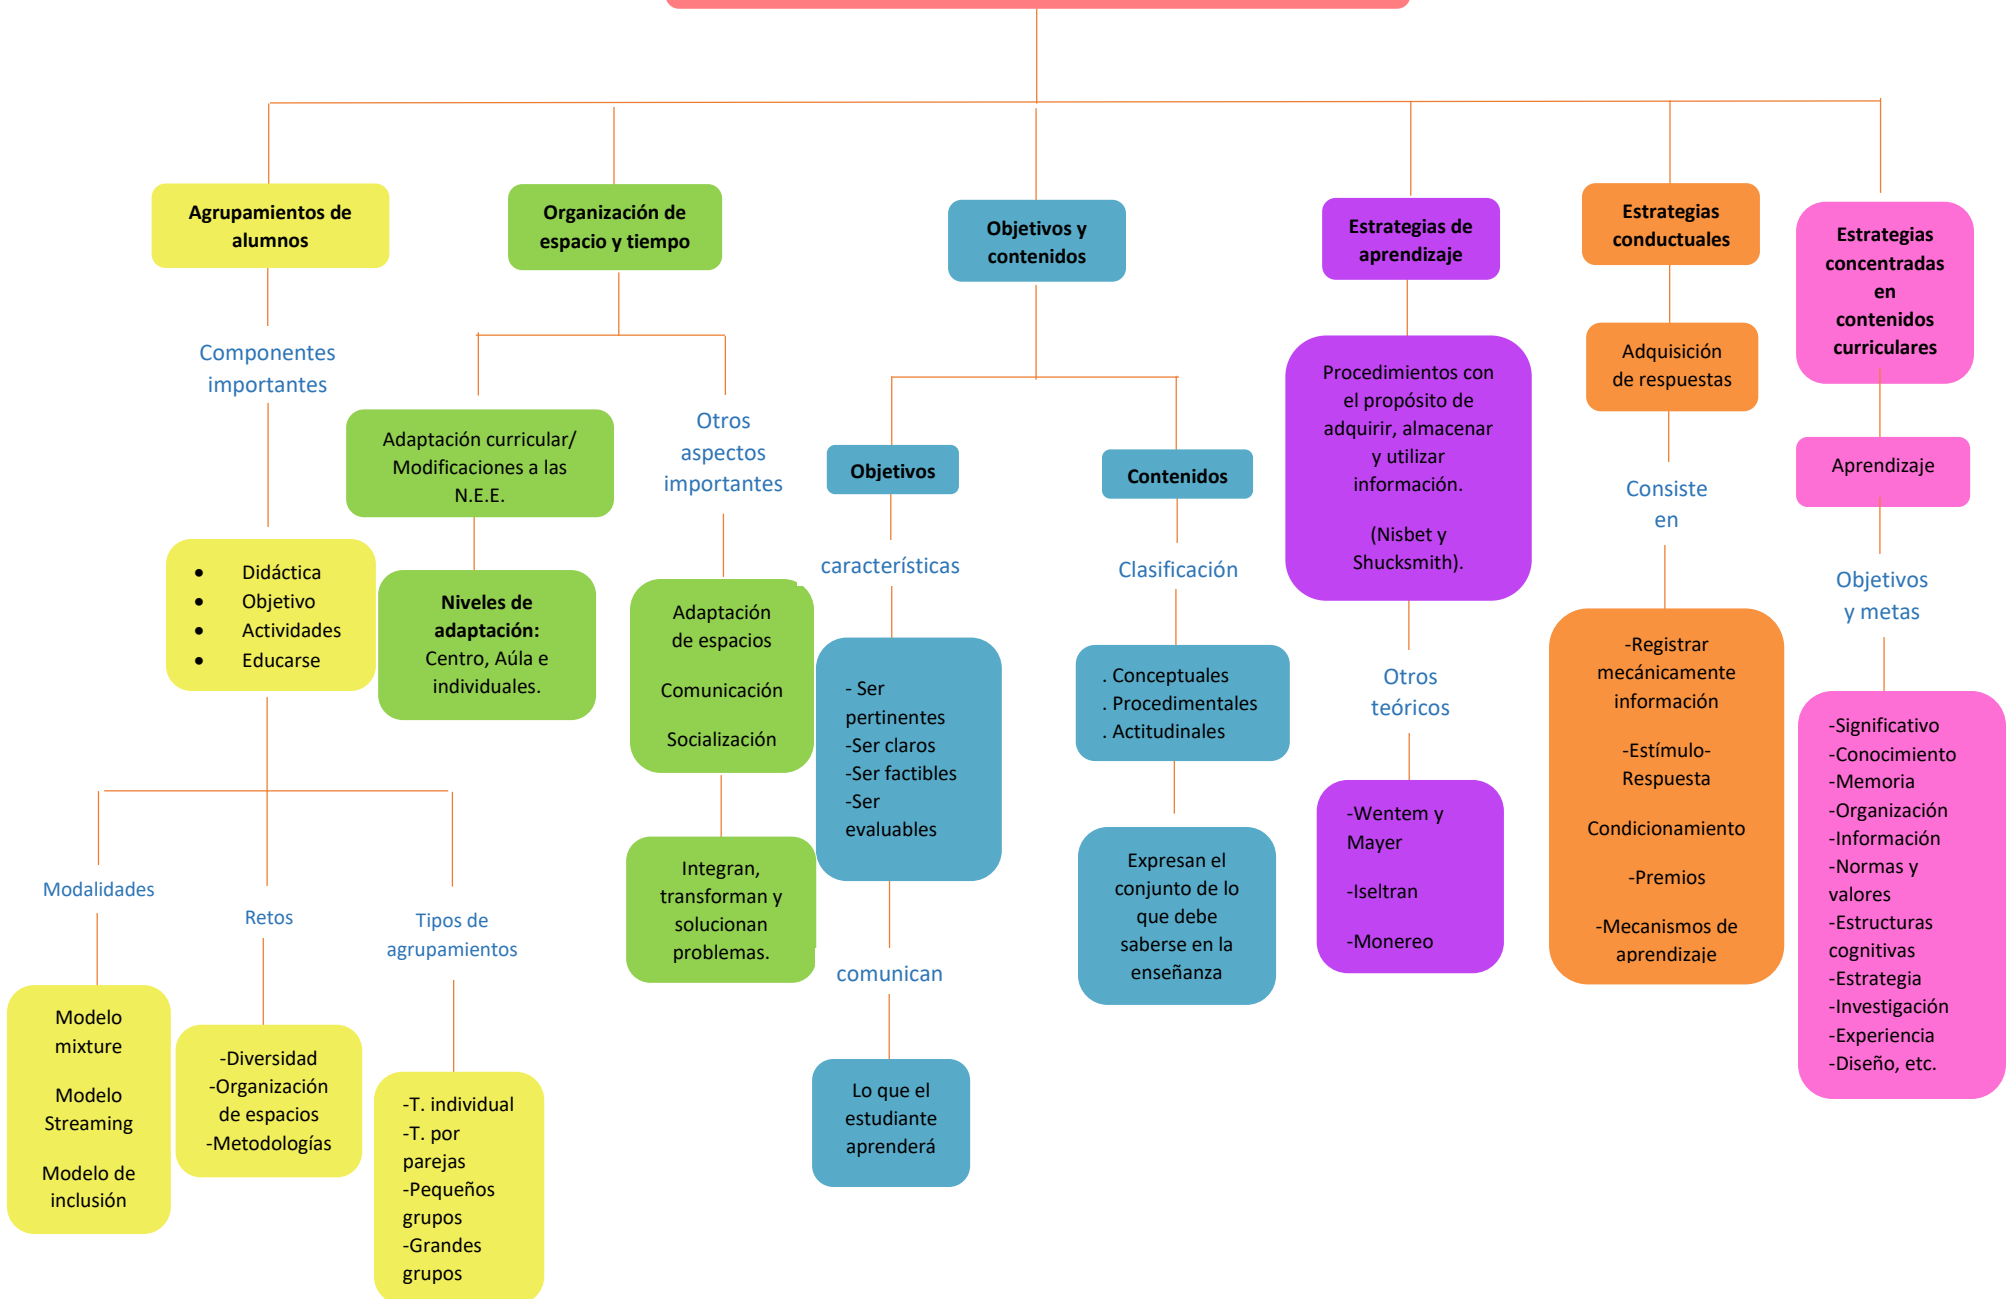 Agrupamientos de
alumnos
Componentes
importantes
• Didáctica
• Objetivo
• Actividades
• Educarse
Modalidades
Modelo
mixture
Modelo
Streaming
Modelo de
inclusión
Retos
-Diversidad
-Organización
de espacios
-Metodologías
Tipos de
agrupamientos
-T. individual
-T. por
parejas
-Pequeños
grupos
-Grandes
grupos
Organización de
espacio y tiempo
Adaptación curricular/
Modificaciones a las
N.E.E.
Niveles de
adaptación:
Centro, Aúla e
individuales.
Otros
aspectos
importantes
Adaptación
de espacios
Comunicación
Socialización
Integran,
transforman y
solucionan
problemas.
Objetivos y
contenidos
Objetivos
características
- Ser
pertinentes
-Ser claros
-Ser factibles
-Ser
evaluables
comunican
Lo que el
estudiante
aprenderá
Contenidos
Clasificación
. Conceptuales
. Procedimentales
. Actitudinales
Expresan el
conjunto de lo
que debe
saberse en la
enseñanza
Estrategias de
aprendizaje
Procedimientos con
el propósito de
adquirir, almacenar
y utilizar
información.
(Nisbet y
Shucksmith).
Otros
teóricos
-Wentem y
Mayer
-Iseltran
-Monereo
Estrategias
conductuales
Adquisición
de respuestas
Consiste
en
-Registrar
mecánicamente
información
-Estímulo-
Respuesta
Condicionamiento
-Premios
-Mecanismos de
aprendizaje
Estrategias
concentradas
en
contenidos
curriculares
Aprendizaje
Objetivos
y metas
-Significativo
-Conocimiento
-Memoria
-Organización
-Información
-Normas y
valores
-Estructuras
cognitivas
-Estrategia
-Investigación
-Experiencia
-Diseño, etc.